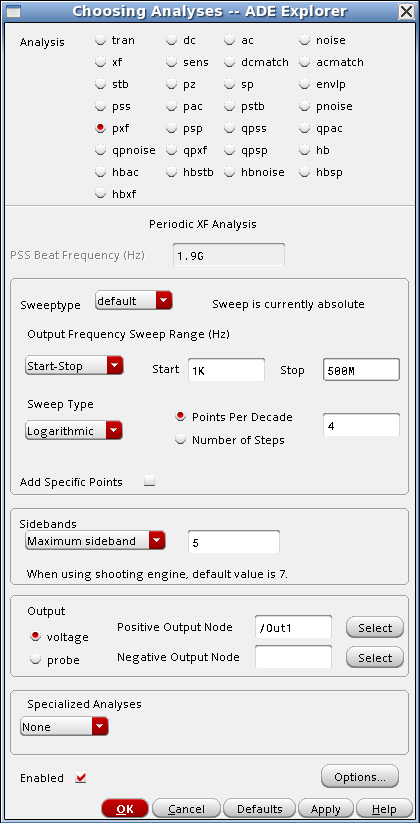 Choosing Analyses -- ADE Explorer
Analysis
tran dc ac noise
xf sens dcmatch acmatch
stb pz sp envlp
pss pac pstb pnoise
pxf psp qpss qpac
qpnoise qpxf qpsp hb
hbac hbstb hbnoise hbsp
hbxf
Periodic XF Analysis
PSS Beat Frequency (Hz) 1.9G
Sweeptype default Sweep is currently absolute
Output Frequency Sweep Range (Hz)
Start-Stop Start 1K Stop 500M
Sweep Type
Logarithmic
Points Per Decade
Number of Steps
4
Add Specific Points
Sidebands
Maximum sideband 5
When using shooting engine, default value is 7.
Output
voltage
probe
Positive Output Node /Out1 Select
Negative Output Node Select
Specialized Analyses
None
Enabled
Options...
OK Cancel Defaults Apply Help